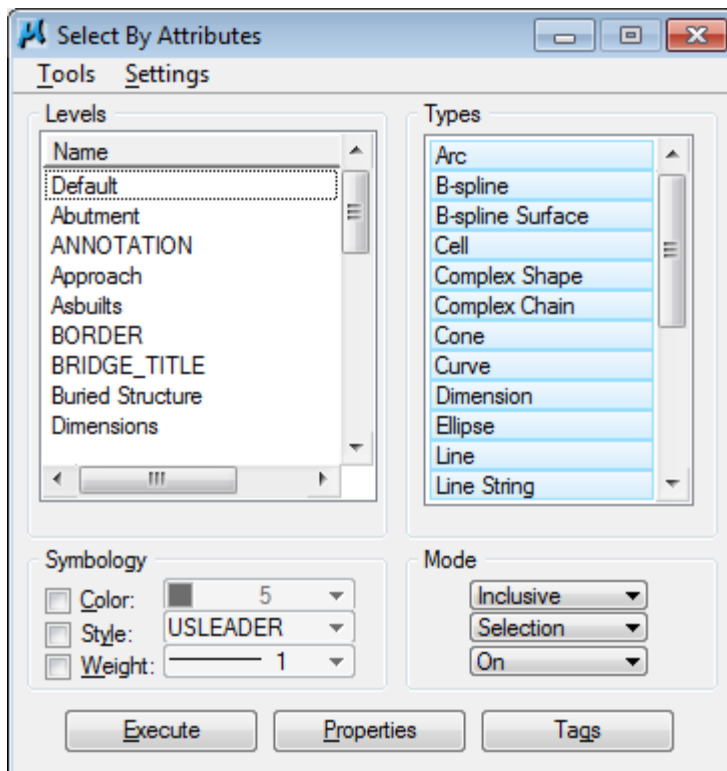 Select By Attributes
Tools Settings
Levels
Name
Default
Abutment
ANNOTATION
Approach
Asbuilts
BORDER
BRIDGE_TITLE
Buried Structure
Dimensions
Types
Arc
B-spline
B-spline Surface
Cell
Complex Shape
Complex Chain
Cone
Curve
Dimension
Ellipse
Line
Line String
Symbology
Color: 5
Style: USLEADER
Weight: 1
Mode
Inclusive
Selection
On
Execute Properties Tags